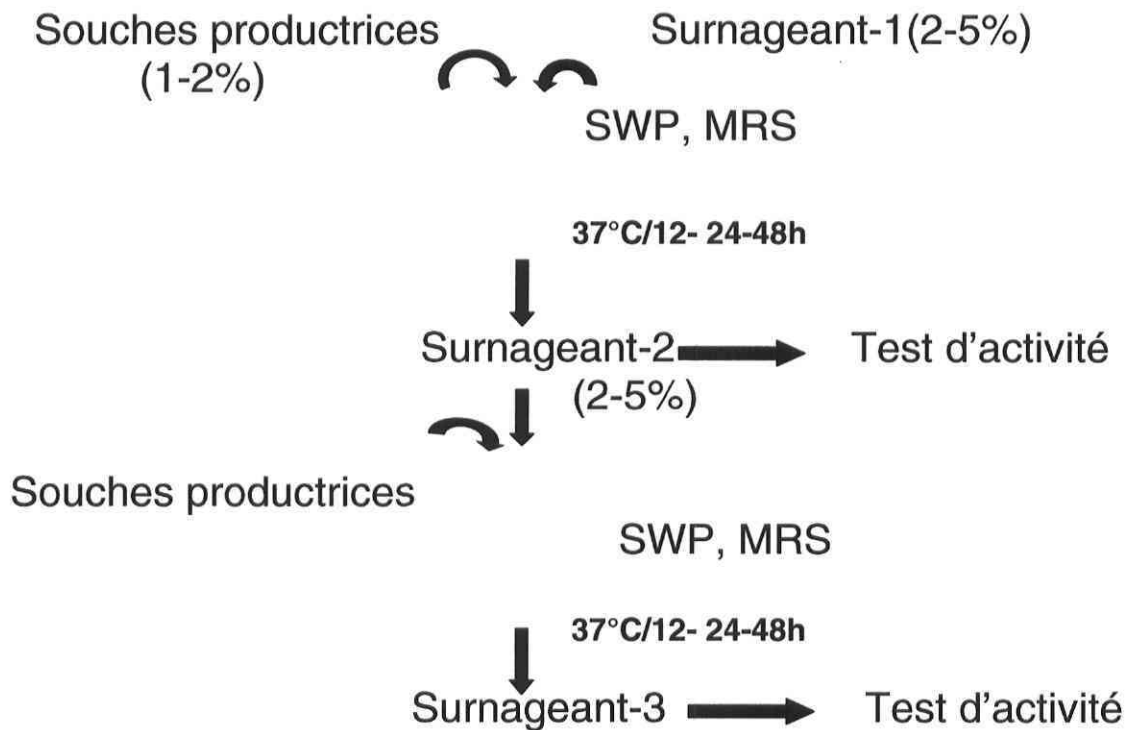 Souches productrices
(1-2%)
Surnageant-1(2-5%)
SWP, MRS
37°C/12- 24-48h
Surnageant-2
(2-5%)
Test d'activité
Souches productrices
SWP, MRS
37°C/12- 24-48h
Surnageant-3
Test d'activité